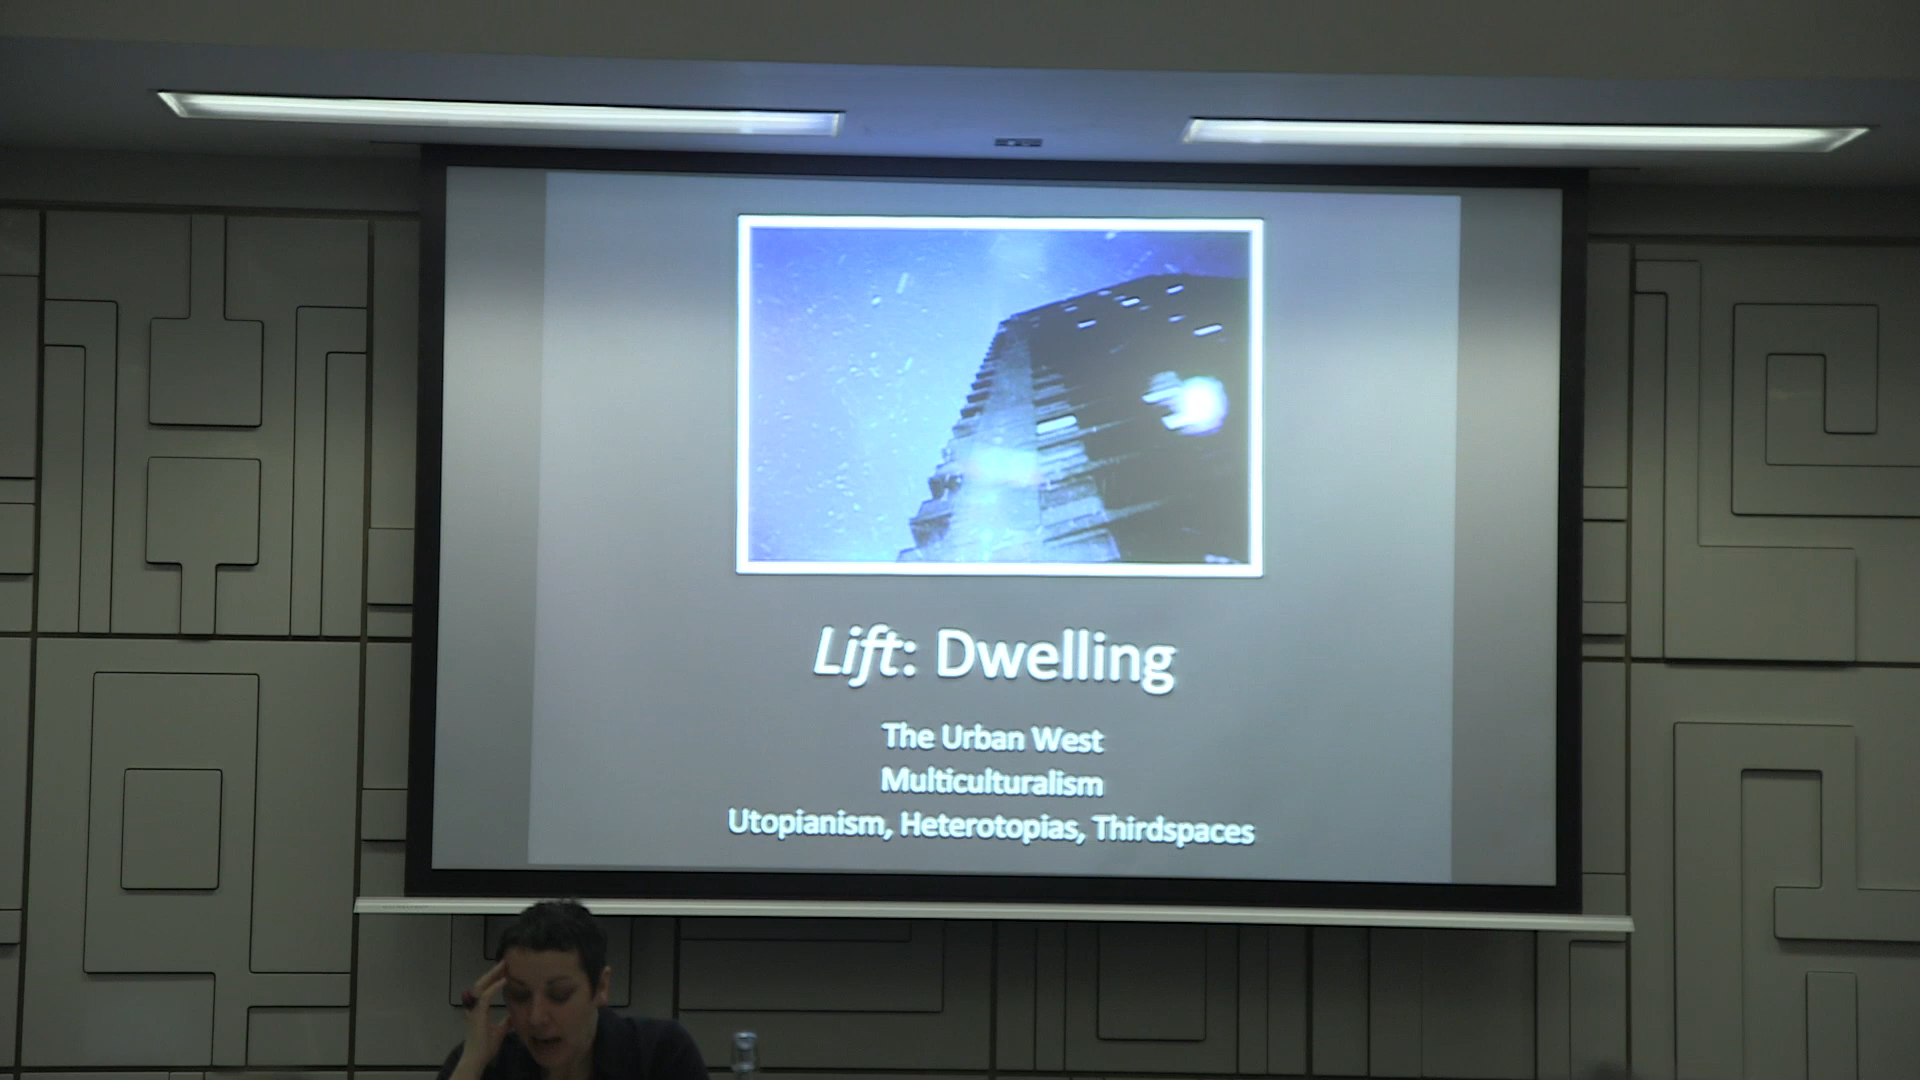 Lift: Dwelling
The Urban West
Multiculturalism
Utopianism, Heterotopias, Thirdspaces